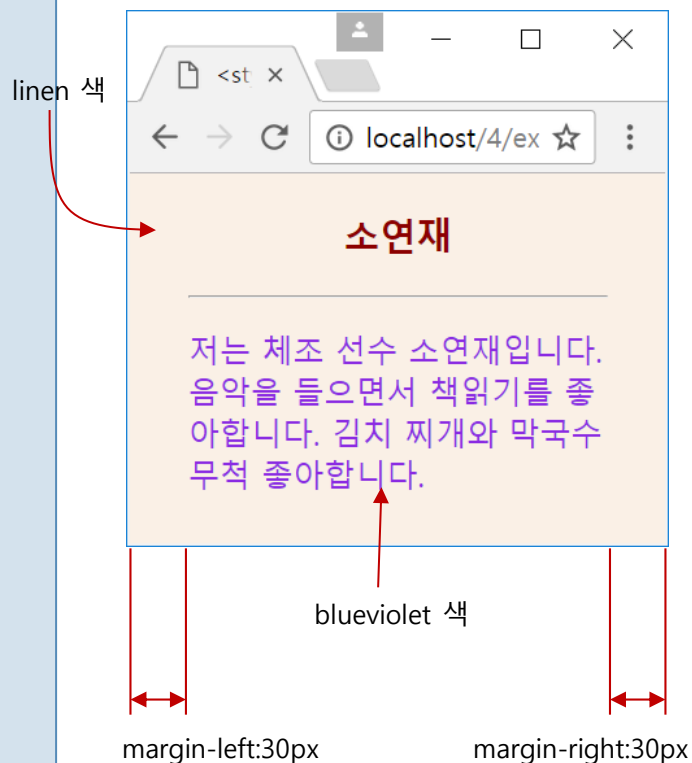 linen 색
<st
localhost/4/ex
소연재
저는 체조 선수 소연재입니다.
음악을 들으면서 책읽기를 좋
아합니다. 김치 찌개와 막국수
무척 좋아합니다.
blueviolet 색
margin-left:30px
margin-right:30px